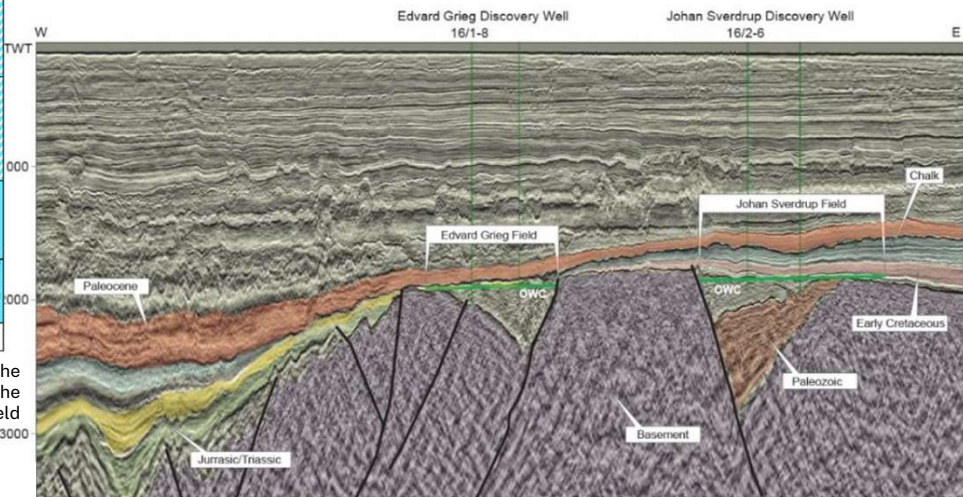 Edvard Grieg Discovery Well
16/1-8
Johan Sverdrup Discovery Well
16/2-6
W
E
TWT
000
Chalk
Johan Sverdrup Field
Edvard Grieg Field
Paleocene
2000
OWC
OWC
Early Cretaceous
Paleozoic
he
he
eld
3000
Basement
Jurrasic/Triassic